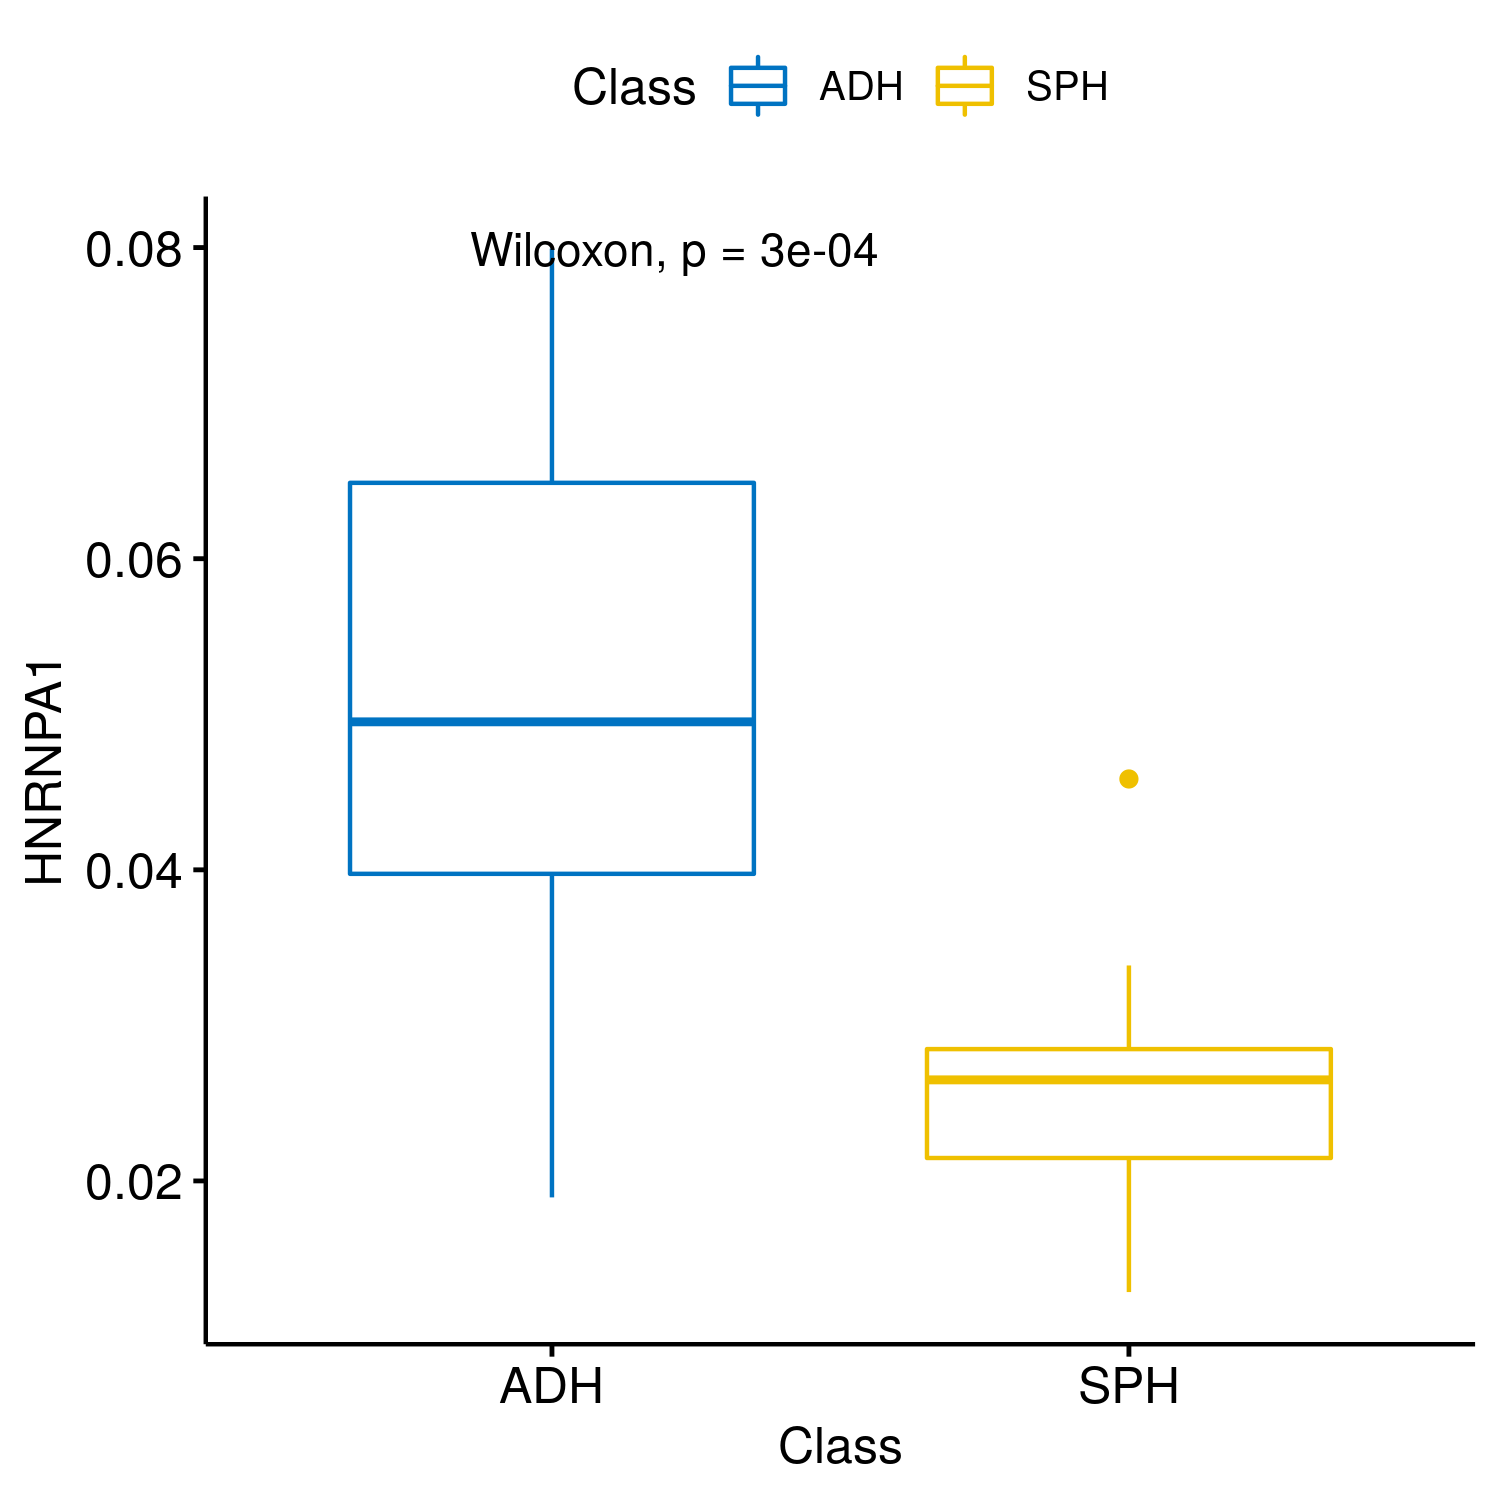 Class ADH SPH
Wilcoxon, p = 3e-04
0.08
0.06
0.04
0.02
HNRNPA1
ADH SPH
Class